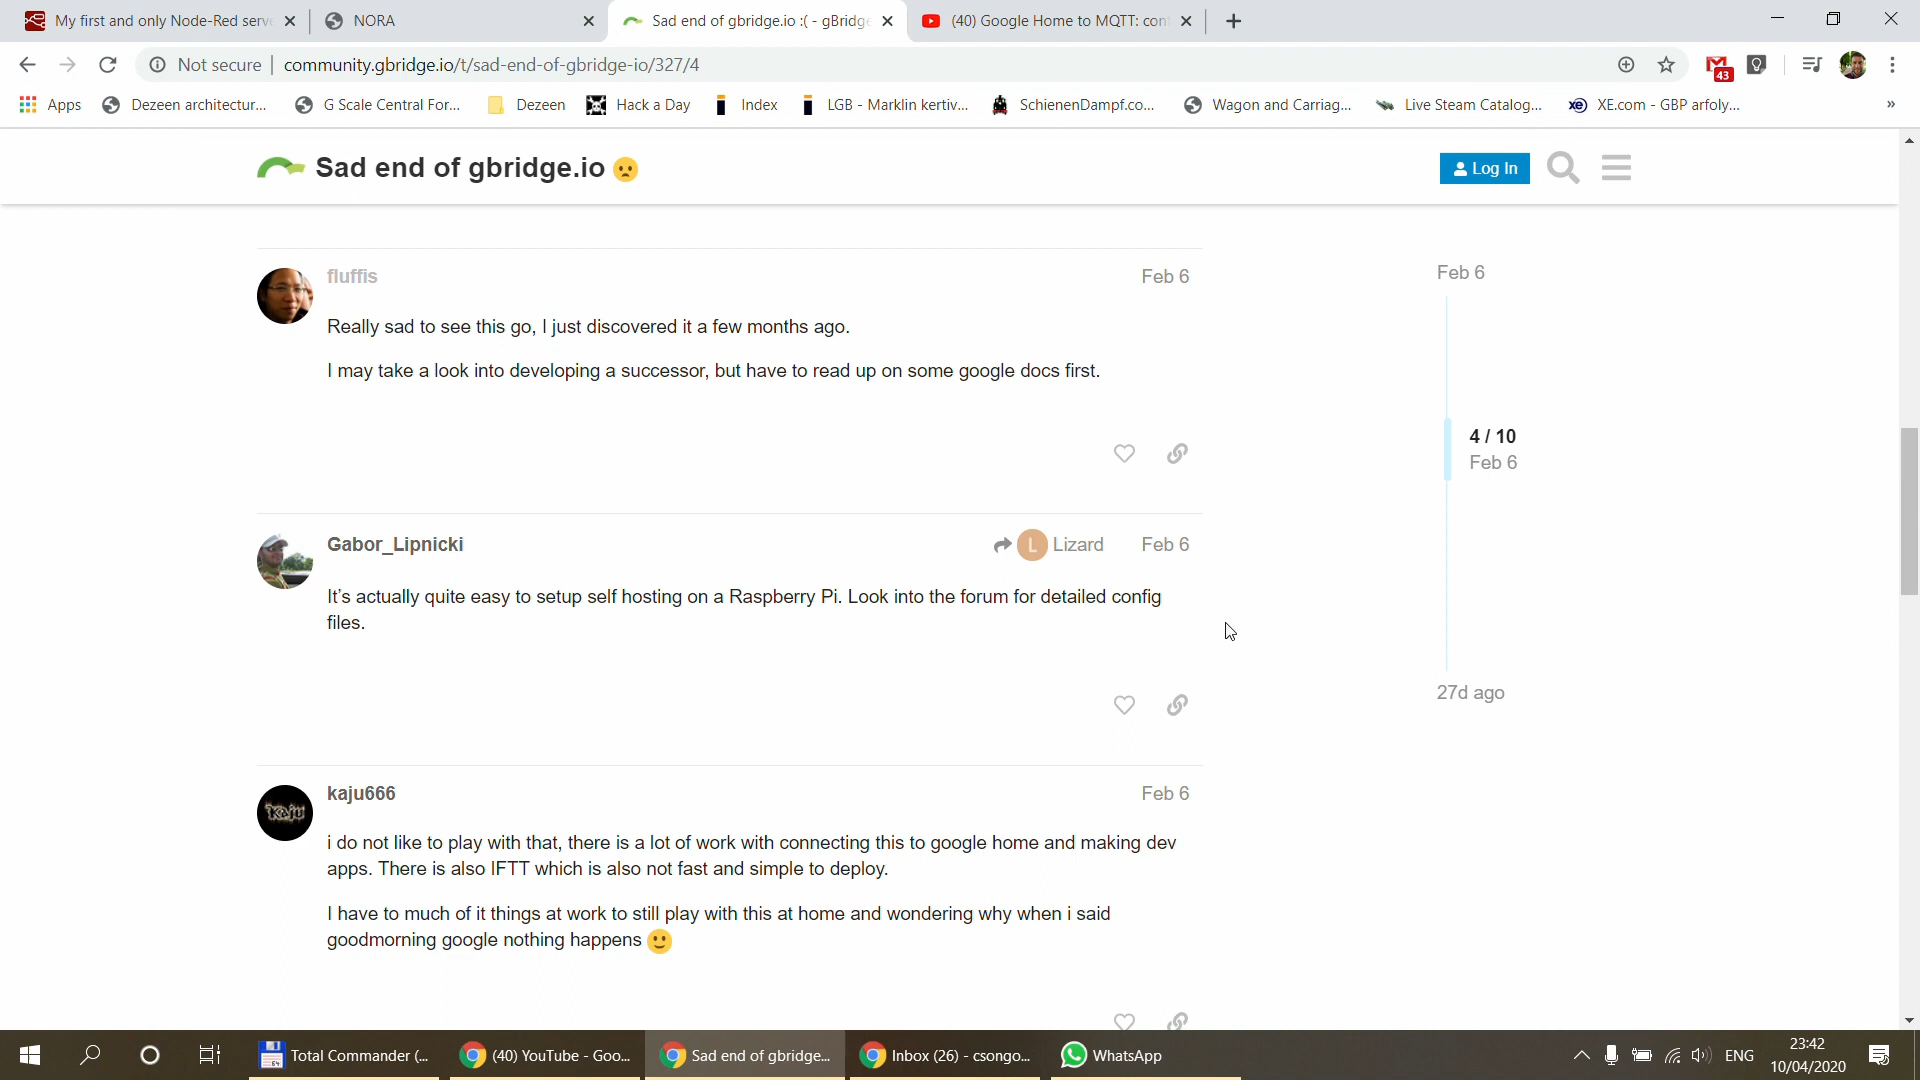 My first and only Node-Red serve
NORA
Sad end of gbridge.io :( - gBridge
(40) Google Home to MQTT: cont
Not secure
community.gbridge.io/t/sad-end-of-gbridge-io/327/4
43
Apps
Dezeen architectur...
G Scale Central For...
Dezeen
Hack a Day
Index
LGB - Marklin kertiv...
SchienenDampf.co...
Wagon and Carriag...
Live Steam Catalog...
xe XE.com - GBP árfoly...
»
Sad end of gbridge.io
Log In
fluffis
Feb 6
Feb 6
Really sad to see this go, I just discovered it a few months ago.
I may take a look into developing a successor, but have to read up on some google docs first.
4 / 10
Feb 6
Gabor_Lipnicki
L Lizard
Feb 6
It's actually quite easy to setup self hosting on a Raspberry Pi. Look into the forum for detailed config
files.
27d ago
kaju666
Feb 6
i do not like to play with that, there is a lot of work with connecting this to google home and making dev
apps. There is also IFTT which is also not fast and simple to deploy.
I have to much of it things at work to still play with this at home and wondering why when i said
goodmorning google nothing happens
64
Total Commander (...
(40) YouTube - Goo...
Sad end of gbridge...
Inbox (26) - csongo...
WhatsApp
ENG
23:42
10/04/2020